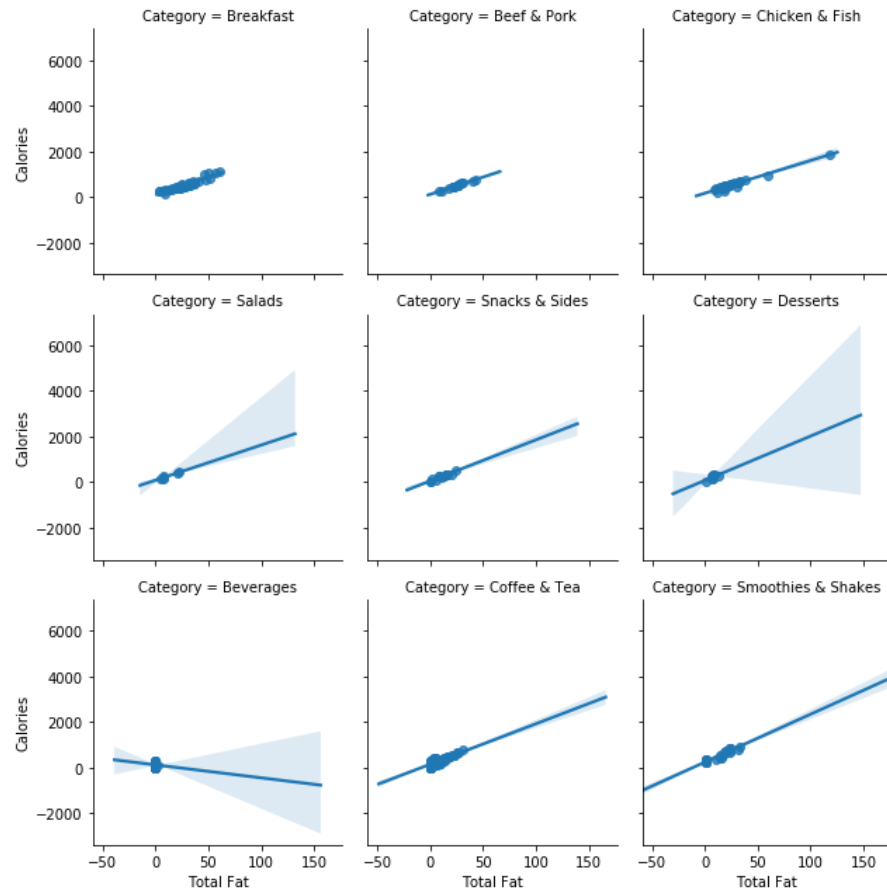 Category = Breakfast
Category = Beef & Pork
Category = Chicken & Fish
6000
4000
2000
0
−2000
Calories
Category = Salads
Category = Snacks & Sides
Category = Desserts
6000
4000
2000
0
−2000
Calories
Category = Beverages
Category = Coffee & Tea
Category = Smoothies & Shakes
6000
4000
2000
0
−2000
Calories
−50 0 50 100 150
Total Fat
−50 0 50 100 150
Total Fat
−50 0 50 100 150
Total Fat